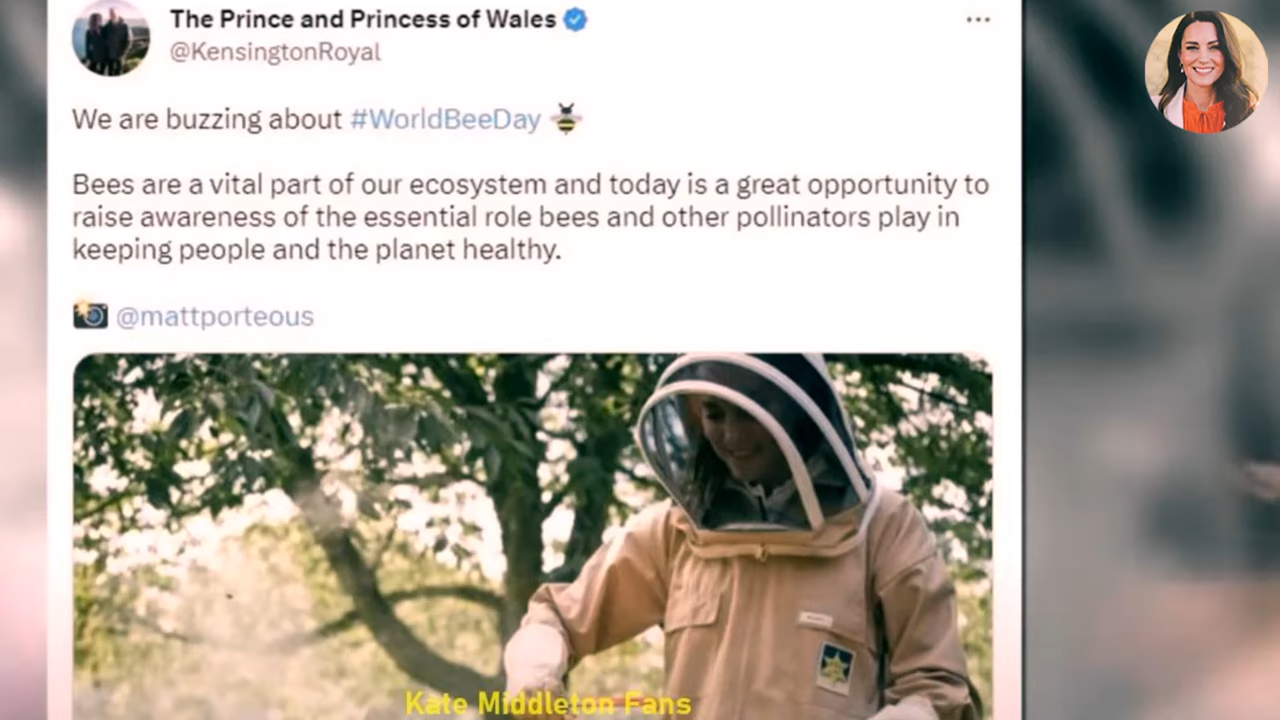 The Prince and Princess of Wales
@KensingtonRoyal
We are buzzing about #WorldBeeDay 🐝
Bees are a vital part of our ecosystem and today is a great opportunity to
raise awareness of the essential role bees and other pollinators play in
keeping people and the planet healthy.
📸 @mattporteous
Kate Middleton Fans